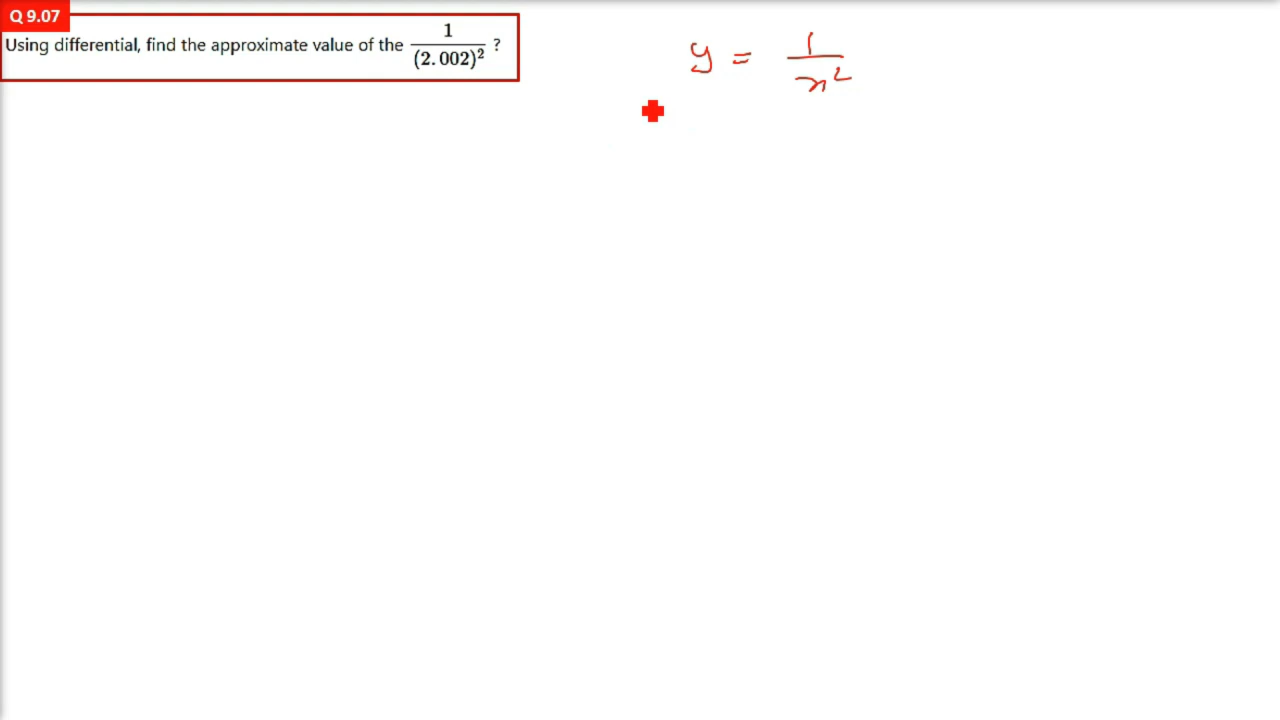 Q 9.07
Using differential, find the approximate value of the 1/(2.002)² ?
y = 1/x²